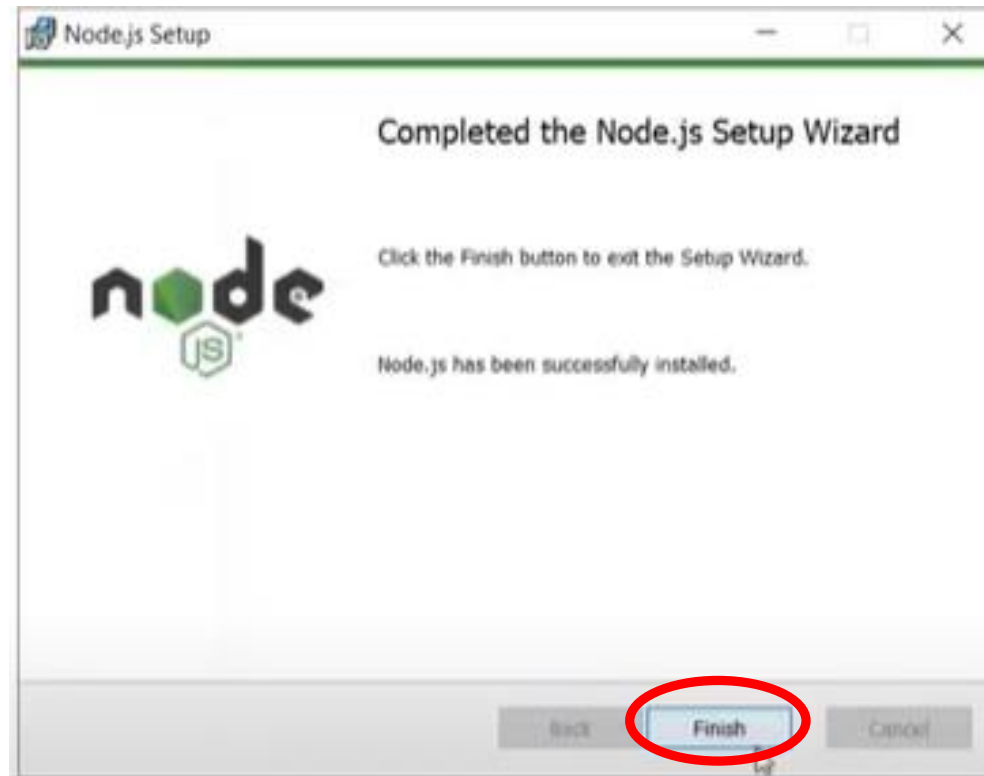 Node.js Setup
Completed the Node.js Setup Wizard
Click the Finish button to exit the Setup Wizard.
node
JS
Node.js has been successfully installed.
Back Finish Cancel